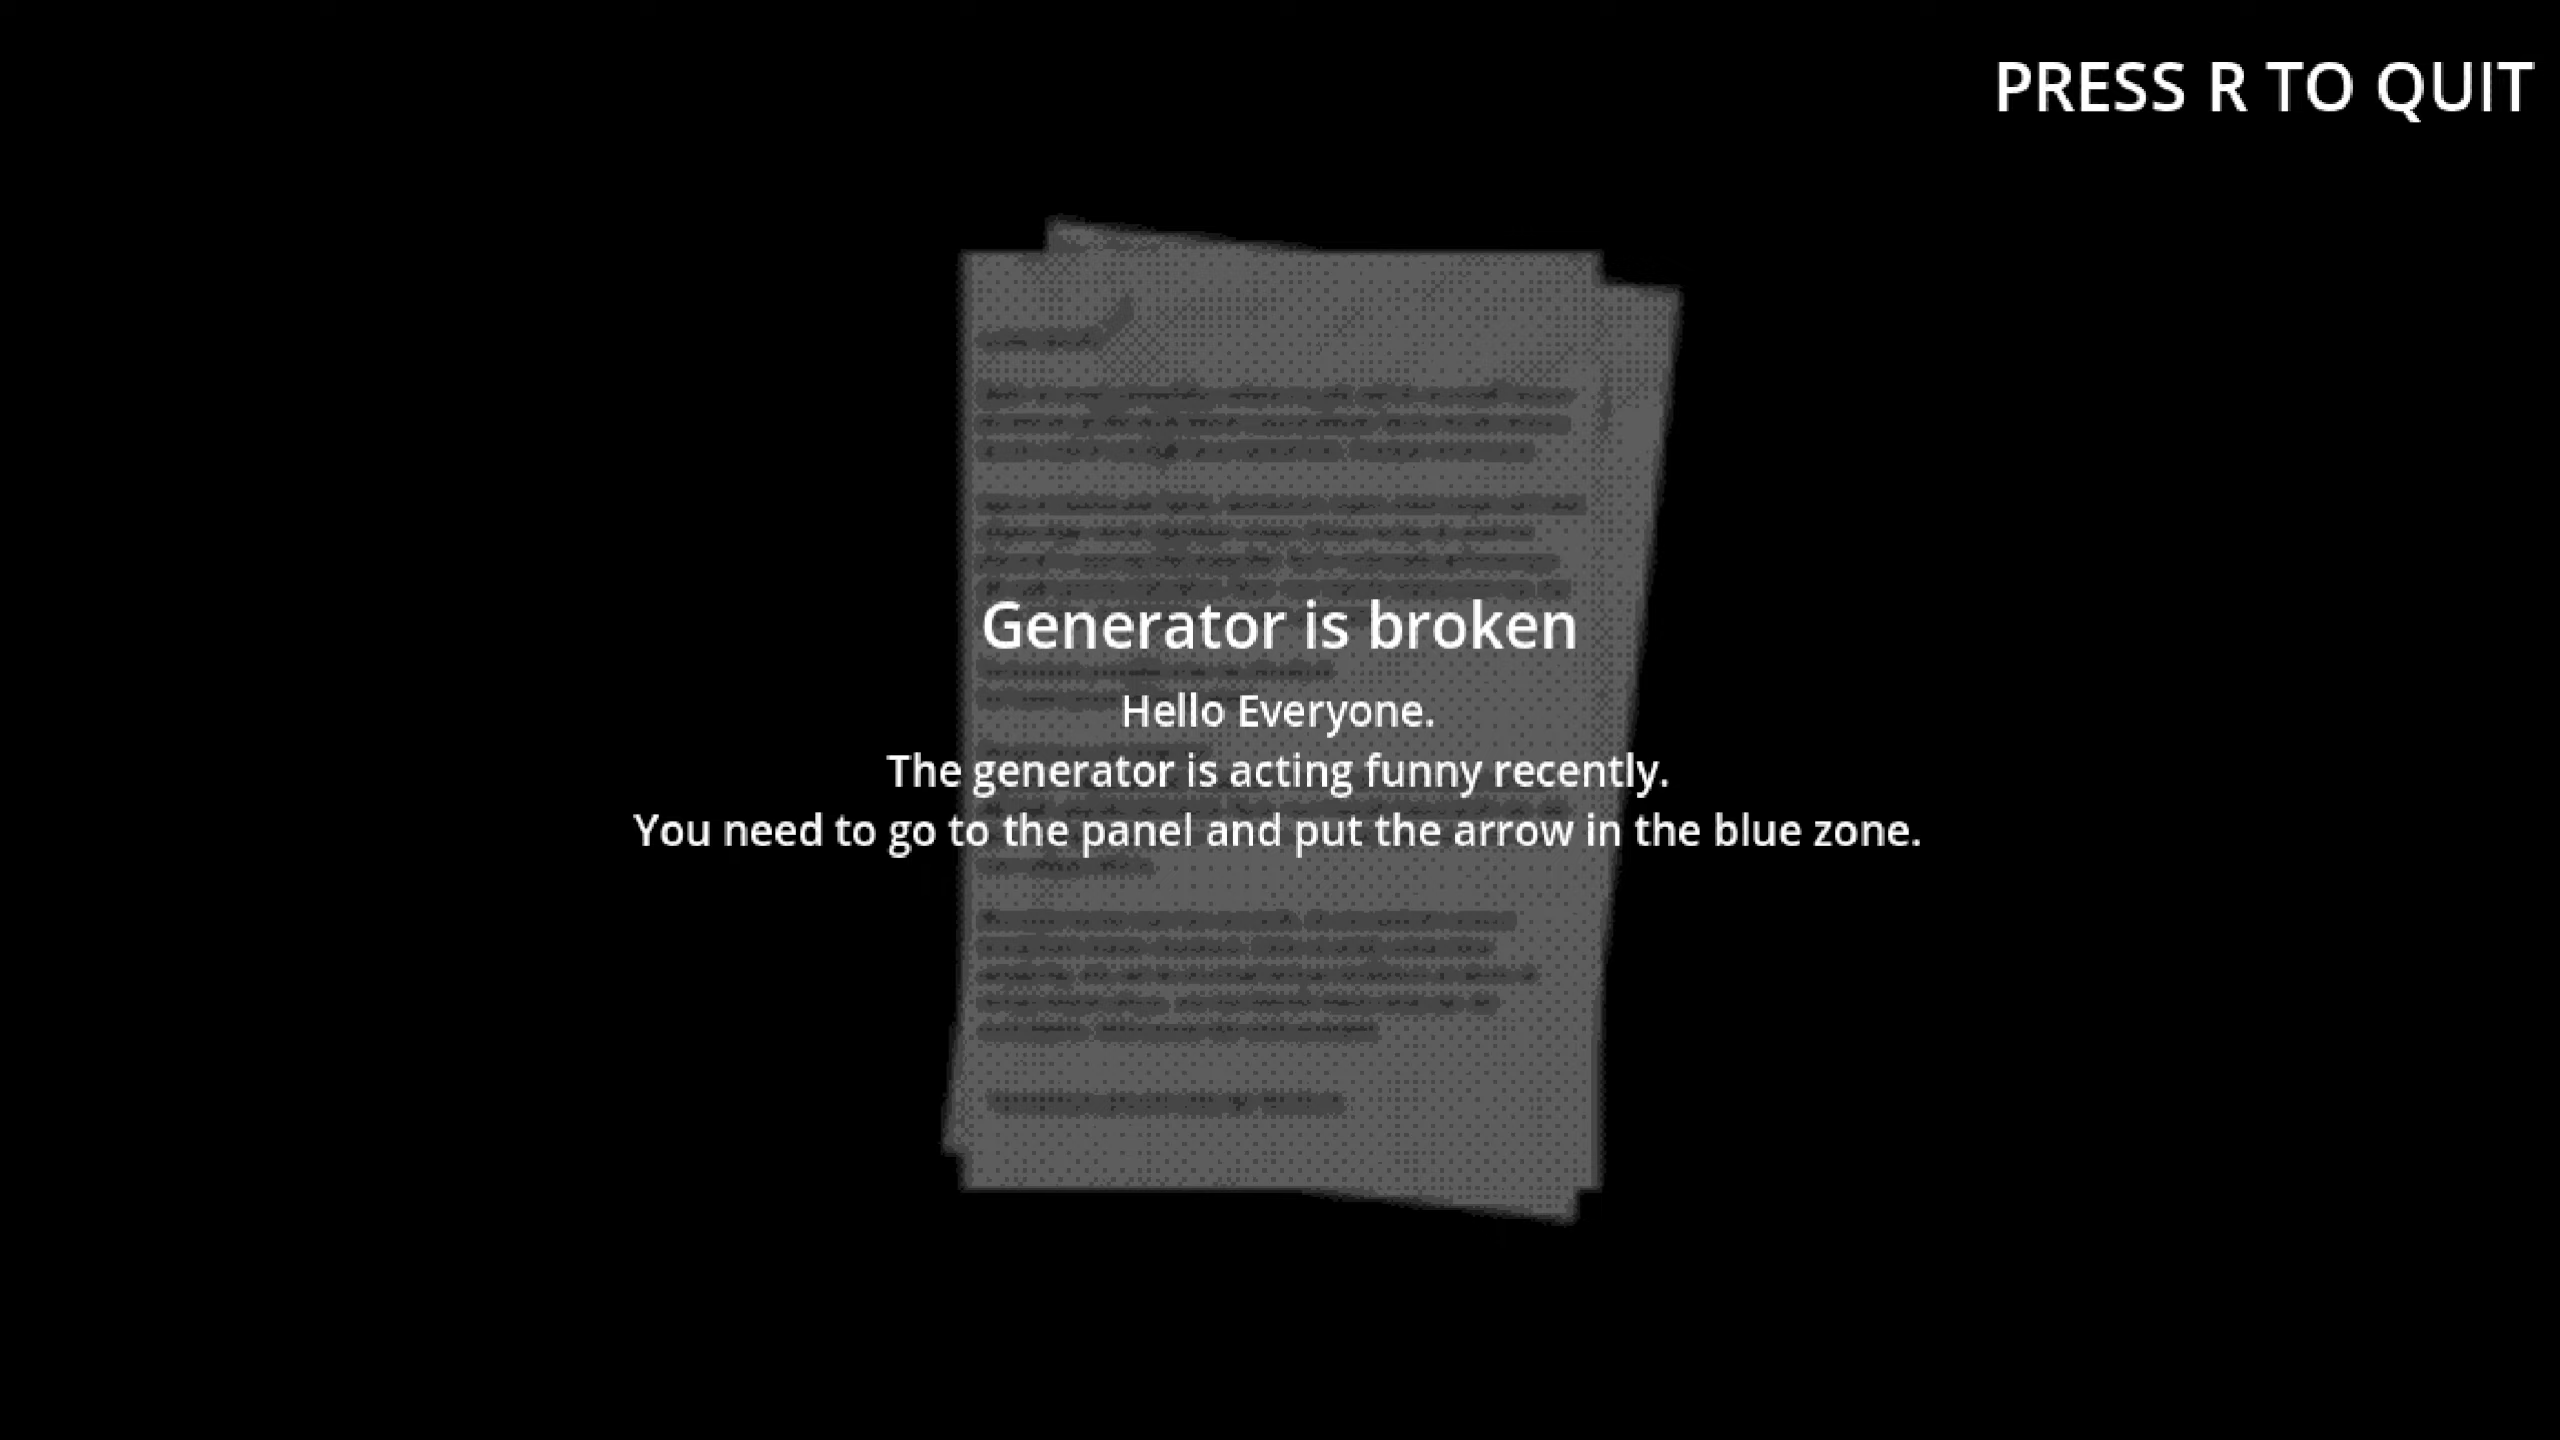 PRESS R TO QUIT
Generator is broken
Hello Everyone.
The generator is acting funny recently.
You need to go to the panel and put the arrow in the blue zone.